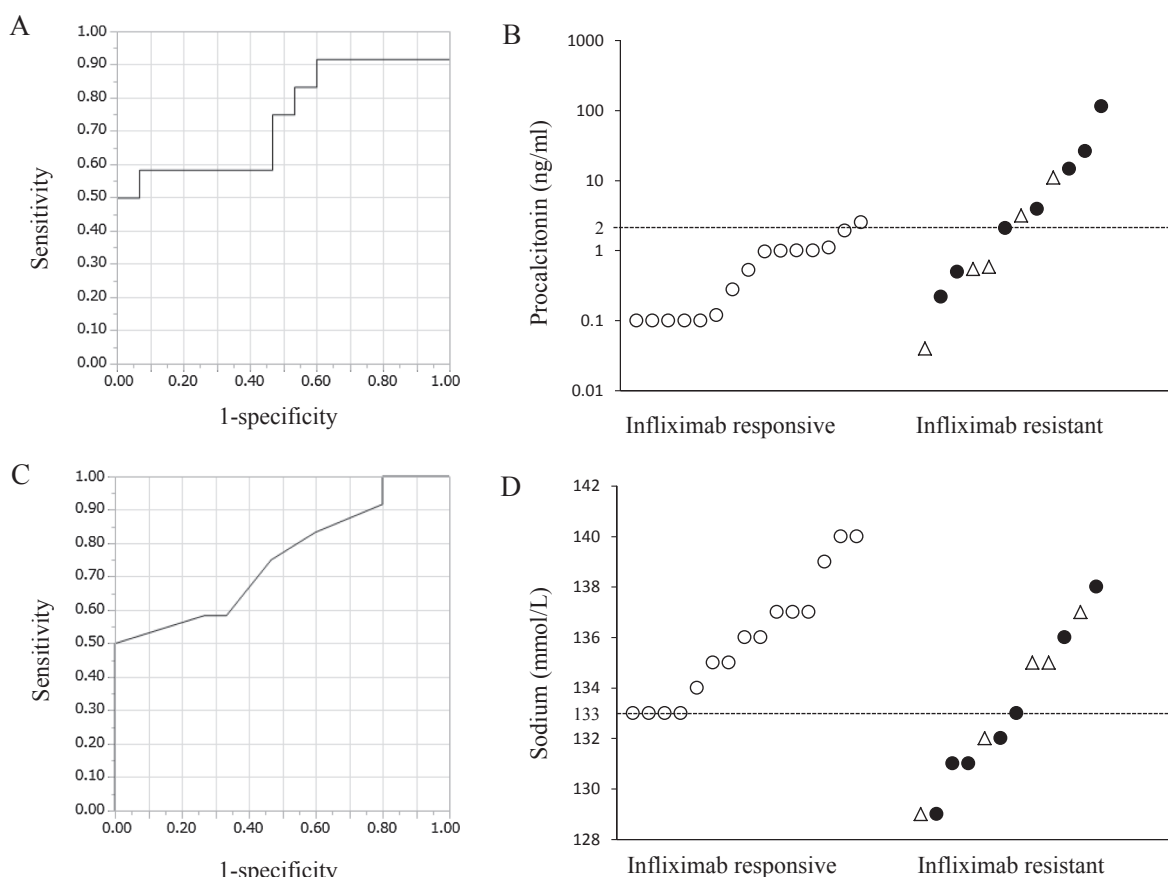 A
1.00
0.90
0.80
0.70
0.60
0.50
0.40
0.30
0.20
0.10
0.00
Sensitivity
0.00 0.20 0.40 0.60 0.80 1.00
1-specificity
B
1000
100
10
2
1
0.1
0.01
Procalcitonin (ng/ml)
Infliximab responsive Infliximab resistant
C
1.00
0.90
0.80
0.70
0.60
0.50
0.40
0.30
0.20
0.10
0.00
Sensitivity
0.00 0.20 0.40 0.60 0.80 1.00
1-specificity
D
142
140
138
136
134
133
132
130
128
Sodium (mmol/L)
Infliximab responsive Infliximab resistant